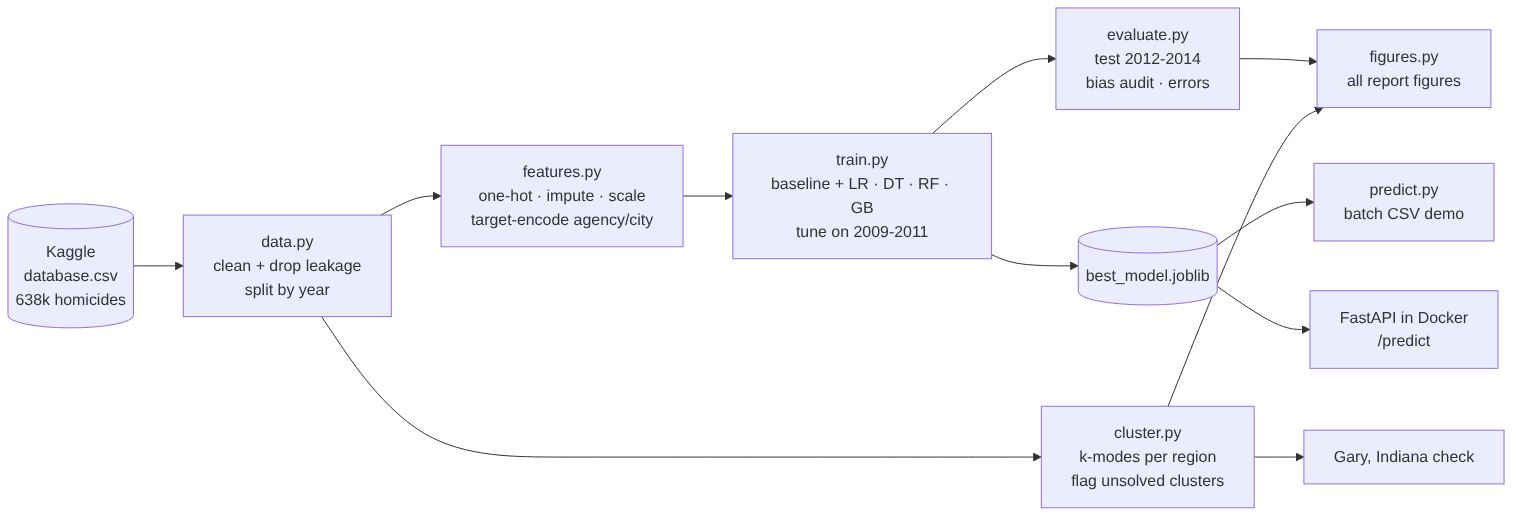 Kaggle
database.csv
638k homicides
data.py
clean + drop leakage
split by year
features.py
one-hot · impute · scale
target-encode agency/city
train.py
baseline + LR · DT · RF ·
GB
tune on 2009-2011
evaluate.py
test 2012-2014
bias audit · errors
best_model.joblib
cluster.py
k-modes per region
flag unsolved clusters
figures.py
all report figures
predict.py
batch CSV demo
FastAPI in Docker
/predict
Gary, Indiana check